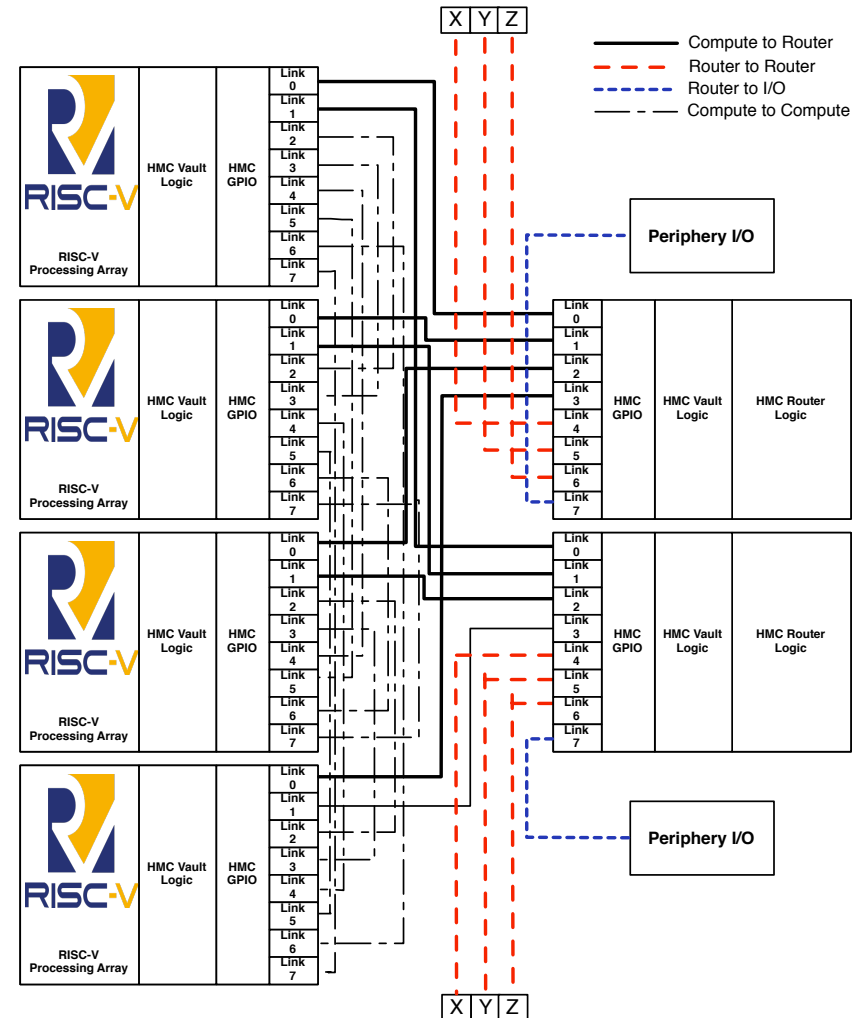 X Y Z
Compute to Router
Router to Router
Router to I/O
Compute to Compute
RISC-V
RISC-V
Processing Array
HMC Vault
Logic
HMC
GPIO
Link
0
Link
1
Link
2
Link
3
Link
4
Link
5
Link
6
Link
7
Periphery I/O
RISC-V
RISC-V
Processing Array
HMC Vault
Logic
HMC
GPIO
Link
0
Link
1
Link
2
Link
3
Link
4
Link
5
Link
6
Link
7
Link
0
Link
1
Link
2
Link
3
Link
4
Link
5
Link
6
Link
7
HMC
GPIO
HMC Vault
Logic
HMC Router
Logic
RISC-V
RISC-V
Processing Array
HMC Vault
Logic
HMC
GPIO
Link
0
Link
1
Link
2
Link
3
Link
4
Link
5
Link
6
Link
7
Link
0
Link
1
Link
2
Link
3
Link
4
Link
5
Link
6
Link
7
HMC
GPIO
HMC Vault
Logic
HMC Router
Logic
RISC-V
RISC-V
Processing Array
HMC Vault
Logic
HMC
GPIO
Link
0
Link
1
Link
2
Link
3
Link
4
Link
5
Link
6
Link
7
Periphery I/O
X Y Z